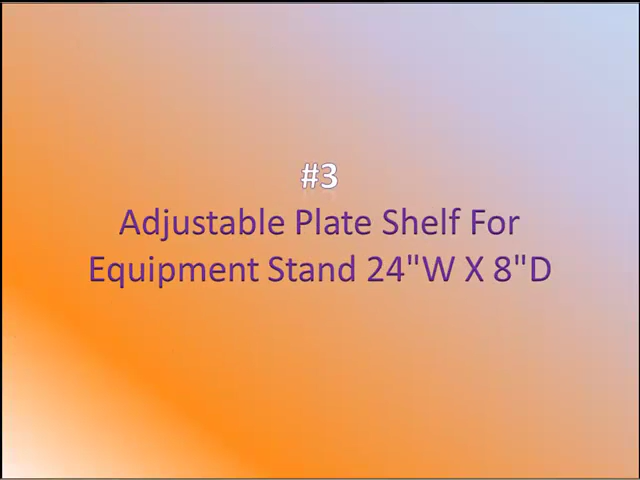 #3
Adjustable Plate Shelf For
Equipment Stand 24"W X 8"D